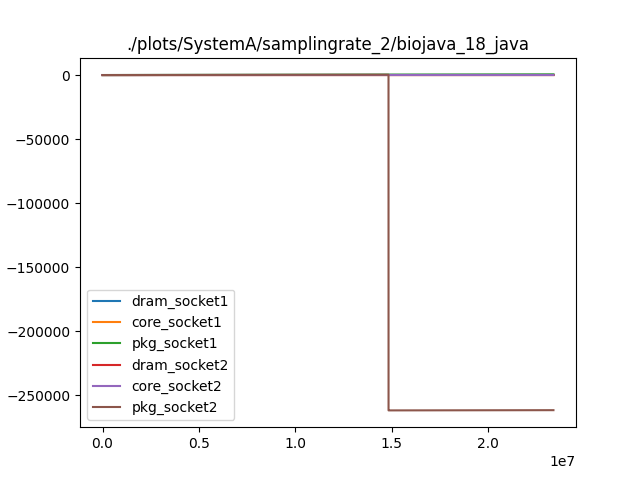 ./plots/SystemA/samplingrate_2/biojava_18_java
0
−50000
−100000
−150000
−200000
−250000
dram_socket1
core_socket1
pkg_socket1
dram_socket2
core_socket2
pkg_socket2
0.0 0.5 1.0 1.5 2.0
1e7